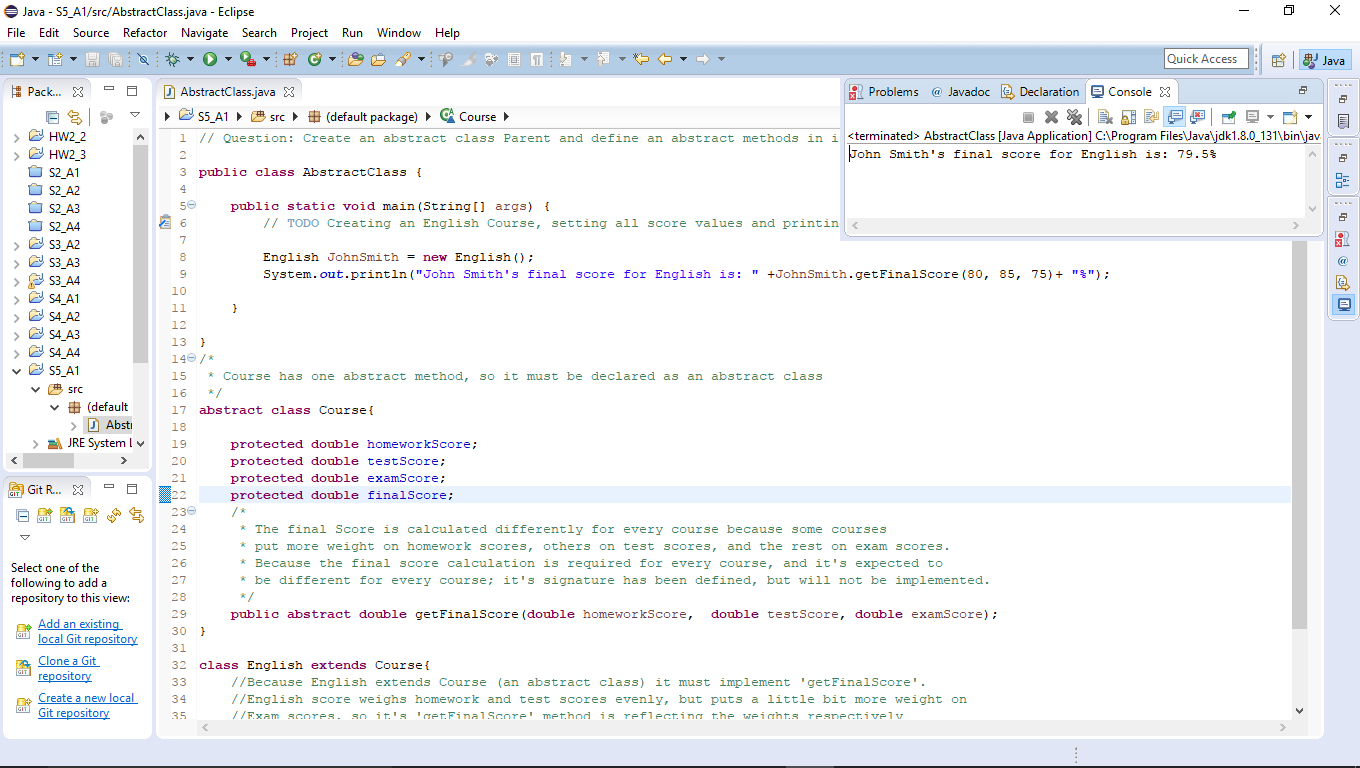 Java - S5_A1/src/AbstractClass.java - Eclipse
File Edit Source Refactor Navigate Search Project Run Window Help
Quick Access
Java
Pack...
HW2_2
HW2_3
S2_A1
S2_A2
S2_A3
S2_A4
S3_A2
S3_A3
S3_A4
S4_A1
S4_A2
S4_A3
S4_A4
S5_A1
src
(default
Abstr
JRE System L
Git R...
Select one of the
following to add a
repository to this view:
Add an existing
local Git repository
Clone a Git
repository
Create a new local
Git repository
AbstractClass.java
S5_A1 src (default package) Course
1 // Question: Create an abstract class Parent and define an abstract methods in i
2
3 public class AbstractClass {
4
5 public static void main(String[] args) {
6 // TODO Creating an English Course, setting all score values and printin
7
8 English JohnSmith = new English();
9 System.out.println("John Smith's final score for English is: " +JohnSmith.getFinalScore(80, 85, 75)+ "%");
10
11 }
12
13 }
14 /*
15 * Course has one abstract method, so it must be declared as an abstract class
16 */
17 abstract class Course{
18
19 protected double homeworkScore;
20 protected double testScore;
21 protected double examScore;
22 protected double finalScore;
23 /*
24 * The final Score is calculated differently for every course because some courses
25 * put more weight on homework scores, others on test scores, and the rest on exam scores.
26 * Because the final score calculation is required for every course, and it's expected to
27 * be different for every course; it's signature has been defined, but will not be implemented.
28 */
29 public abstract double getFinalScore(double homeworkScore, double testScore, double examScore);
30 }
31
32 class English extends Course{
33 //Because English extends Course (an abstract class) it must implement 'getFinalScore'.
34 //English score weighs homework and test scores evenly, but puts a little bit more weight on
35 //Exam scores, so it's 'getFinalScore' method is reflecting the weights respectively
Problems Javadoc Declaration Console
<terminated> AbstractClass [Java Application] C:\Program Files\Java\jdk1.8.0_131\bin\jav
John Smith's final score for English is: 79.5%